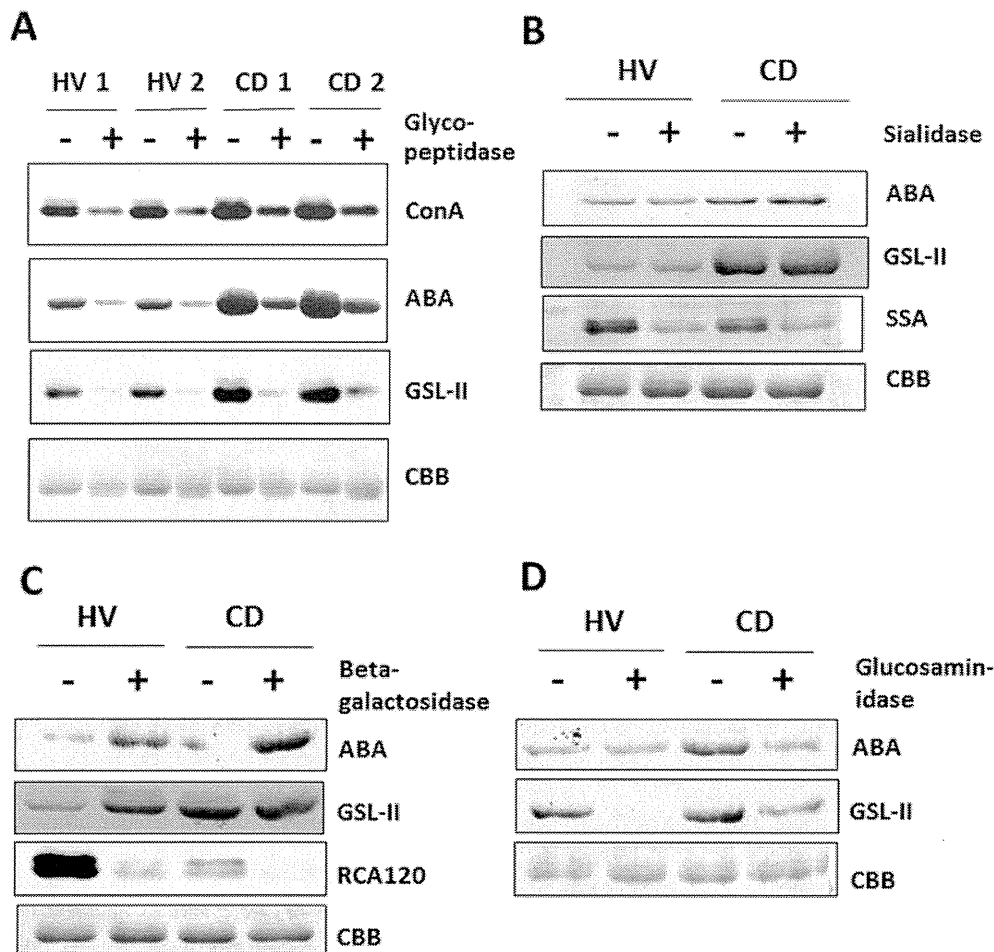 A
HV 1 HV 2 CD 1 CD 2
- + - + - + - +
Glyco-
peptidase
ConA
ABA
GSL-II
CBB
B
HV CD
- + - +
Sialidase
ABA
GSL-II
SSA
CBB
C
HV CD
- + - +
Beta-
galactosidase
ABA
GSL-II
RCA120
CBB
D
HV CD
- + - +
Glucosamin-
idase
ABA
GSL-II
CBB